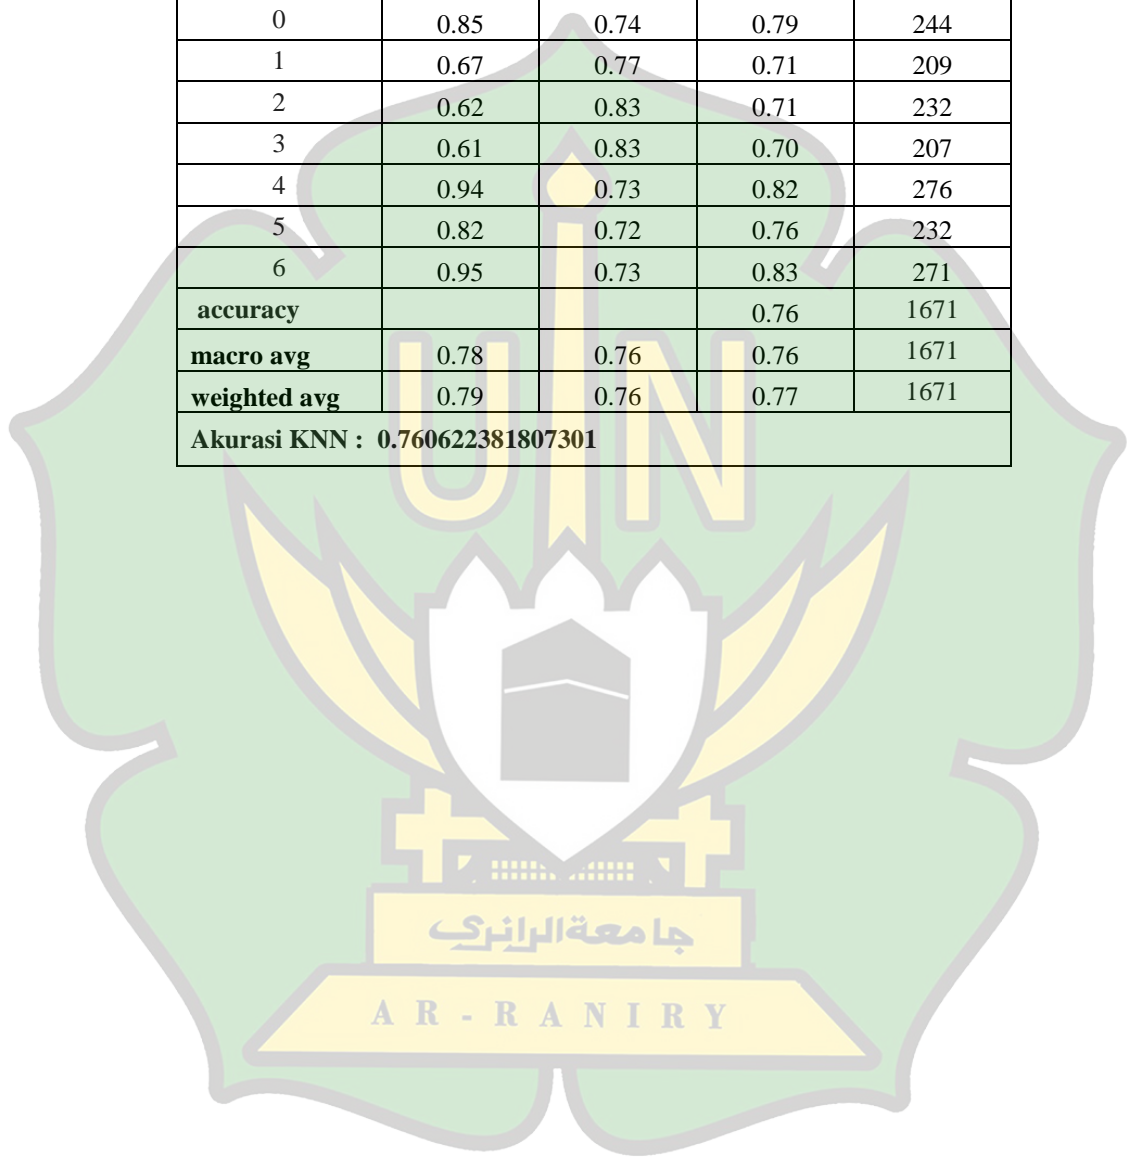 0 0.85 0.74 0.79 244
1 0.67 0.77 0.71 209
2 0.62 0.83 0.71 232
3 0.61 0.83 0.70 207
4 0.94 0.73 0.82 276
5 0.82 0.72 0.76 232
6 0.95 0.73 0.83 271
accuracy 0.76 1671
macro avg 0.78 0.76 0.76 1671
weighted avg 0.79 0.76 0.77 1671
Akurasi KNN : 0.760622381807301
UIN
جامعةالرانري
AR-RANIRY